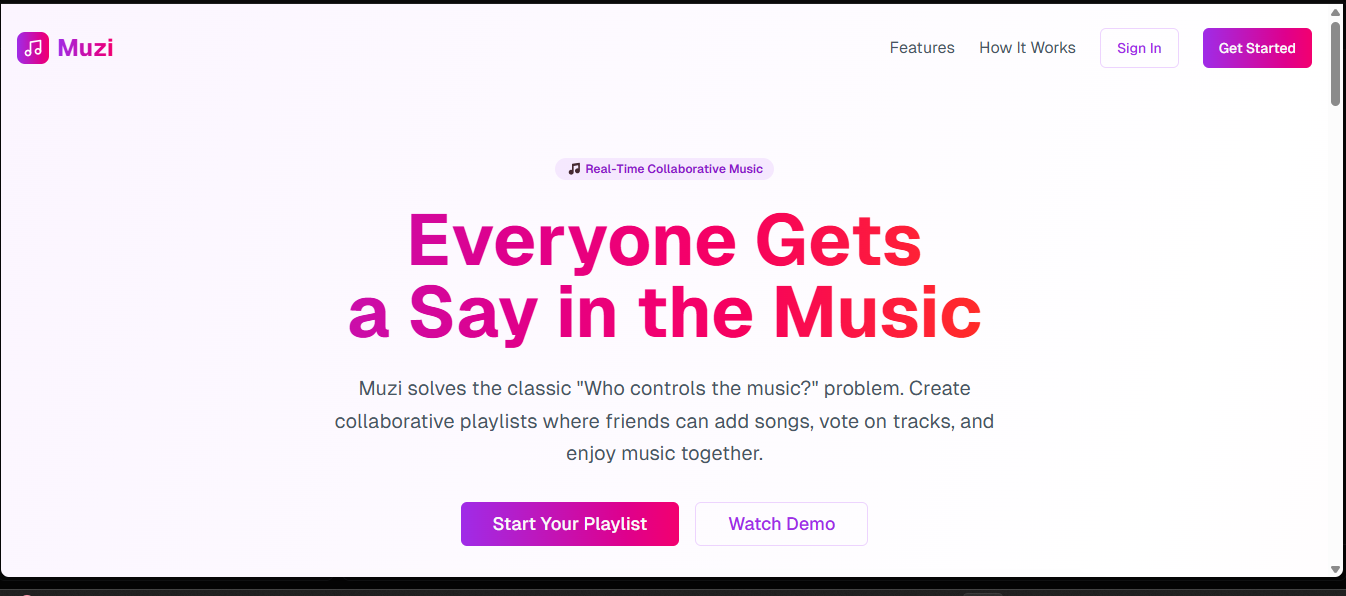 Muzi
Features
How It Works
Sign In
Get Started
Real-Time Collaborative Music
Everyone Gets
a Say in the Music
Muzi solves the classic "Who controls the music?" problem. Create
collaborative playlists where friends can add songs, vote on tracks, and
enjoy music together.
Start Your Playlist
Watch Demo